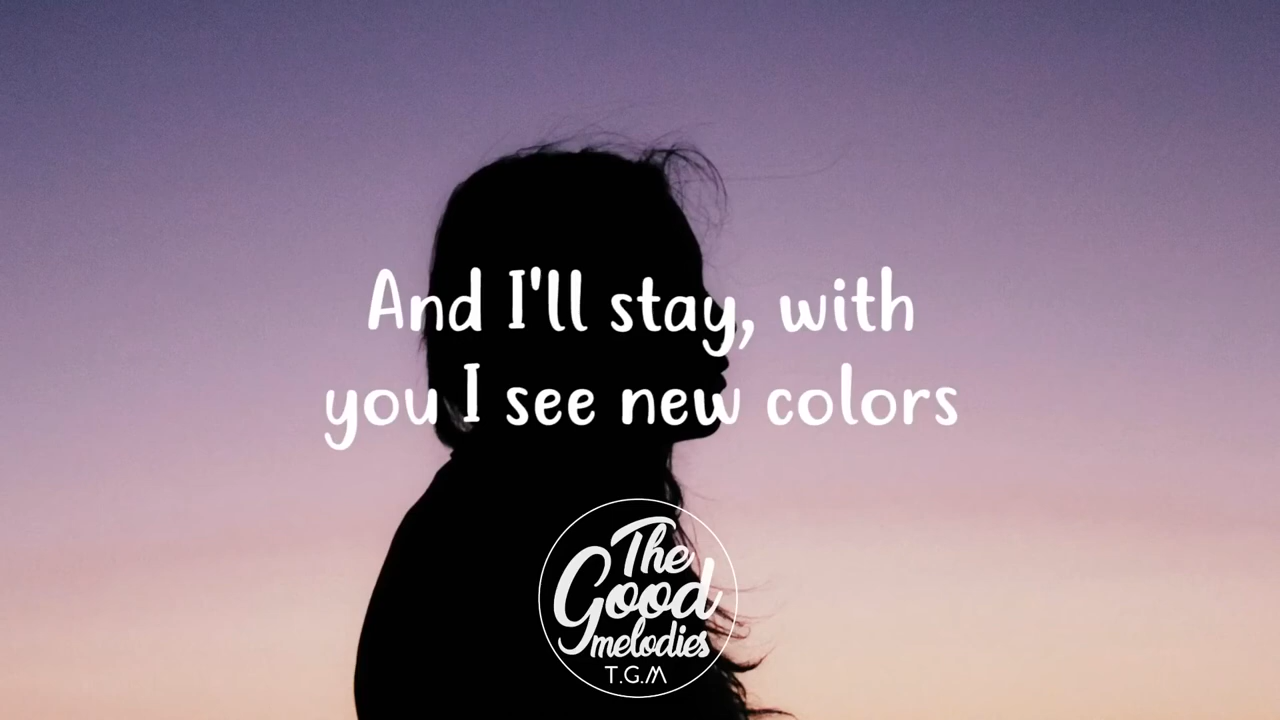 And I'll stay, with
you I see new colors
The
Good
melodies
T.G.M